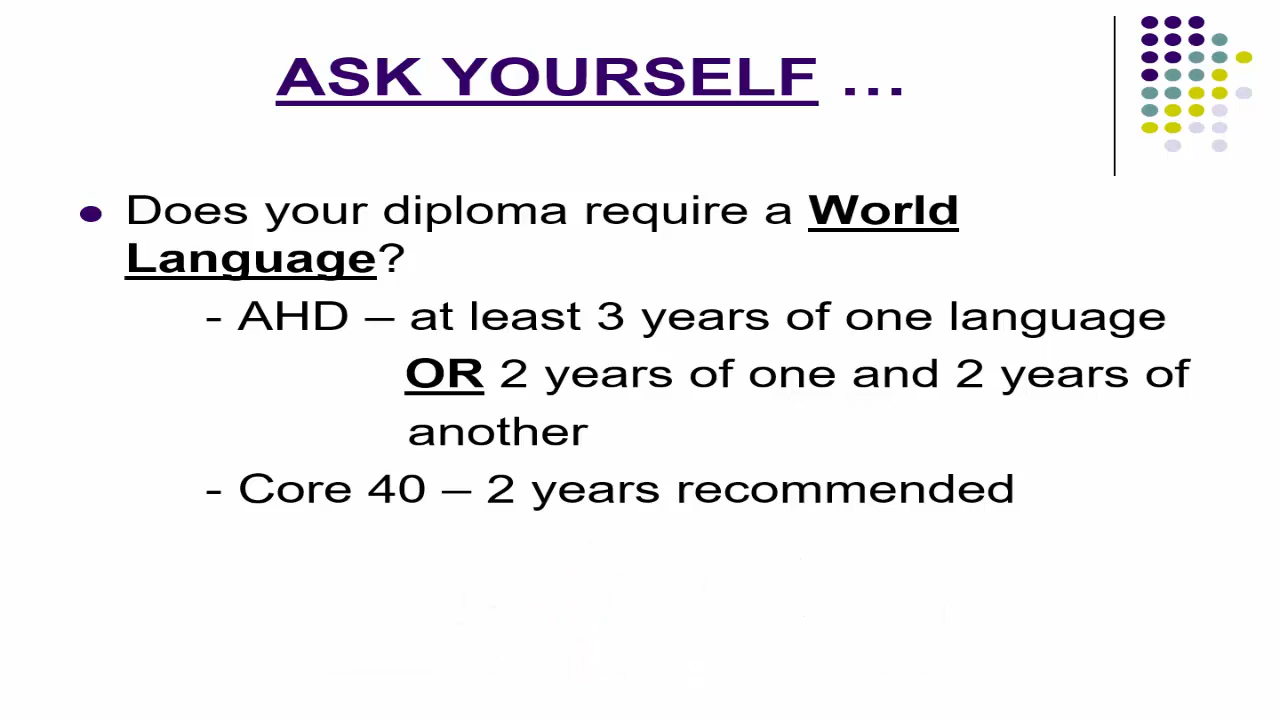 ASK YOURSELF …
• Does your diploma require a World
Language?
- AHD – at least 3 years of one language
OR 2 years of one and 2 years of
another
- Core 40 – 2 years recommended